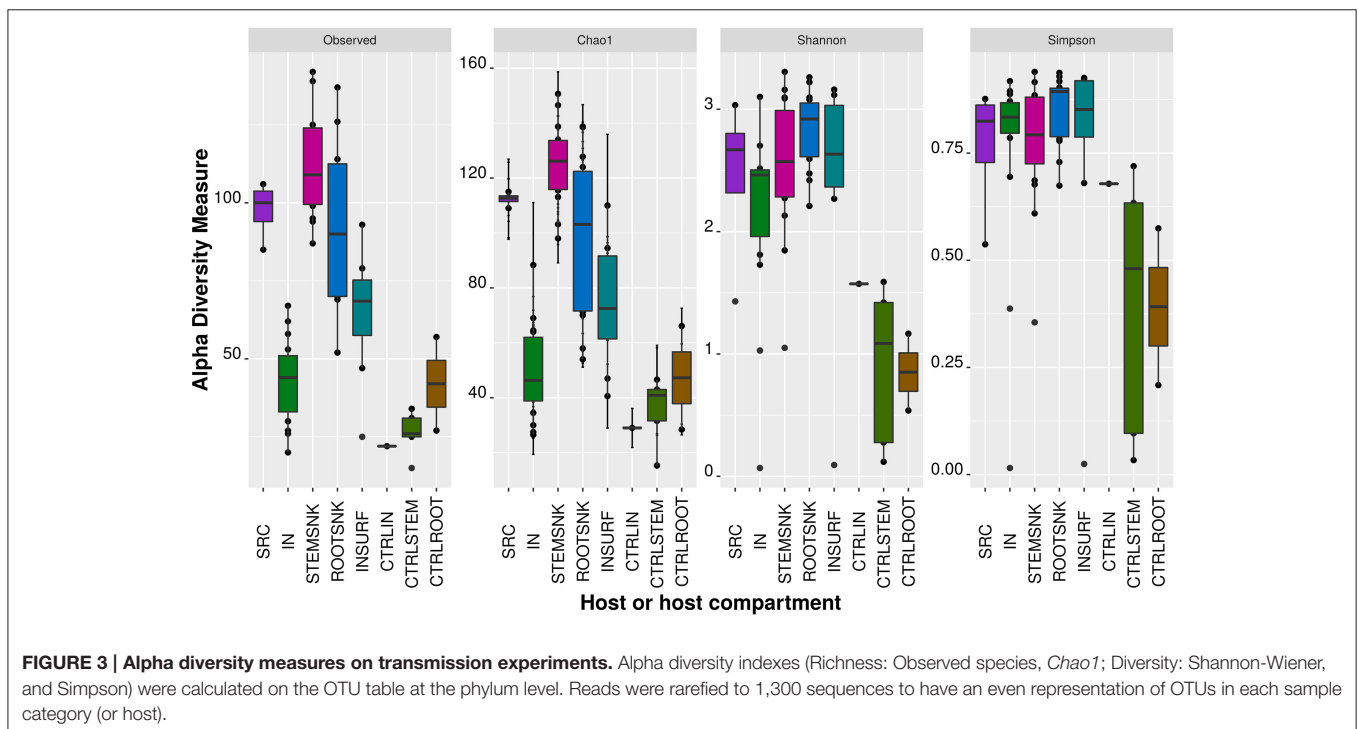 Observed
Chao1
Shannon
Simpson
Alpha Diversity Measure
100
50
160
120
80
40
3
2
1
0
0.75
0.50
0.25
0.00
SRC
IN
STEMSNK
ROOTSNK
INSURF
CTRLIN
CTRLSTEM
CTRLROOT
SRC
IN
STEMSNK
ROOTSNK
INSURF
CTRLIN
CTRLSTEM
CTRLROOT
SRC
IN
STEMSNK
ROOTSNK
INSURF
CTRLIN
CTRLSTEM
CTRLROOT
SRC
IN
STEMSNK
ROOTSNK
INSURF
CTRLIN
CTRLSTEM
CTRLROOT
Host or host compartment
FIGURE 3 | Alpha diversity measures on transmission experiments. Alpha diversity indexes (Richness: Observed species, Chao1; Diversity: Shannon-Wiener,
and Simpson) were calculated on the OTU table at the phylum level. Reads were rarefied to 1,300 sequences to have an even representation of OTUs in each sample
category (or host).